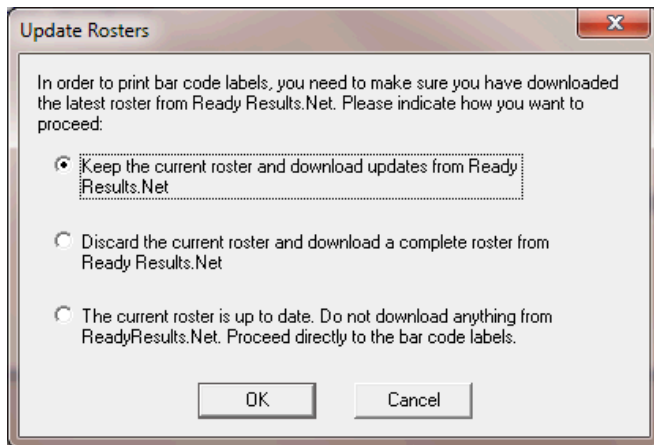 Update Rosters
In order to print bar code labels, you need to make sure you have downloaded
the latest roster from Ready Results.Net. Please indicate how you want to
proceed:
Keep the current roster and download updates from Ready
Results.Net
Discard the current roster and download a complete roster from
Ready Results.Net
The current roster is up to date. Do not download anything from
ReadyResults.Net. Proceed directly to the bar code labels.
OK
Cancel